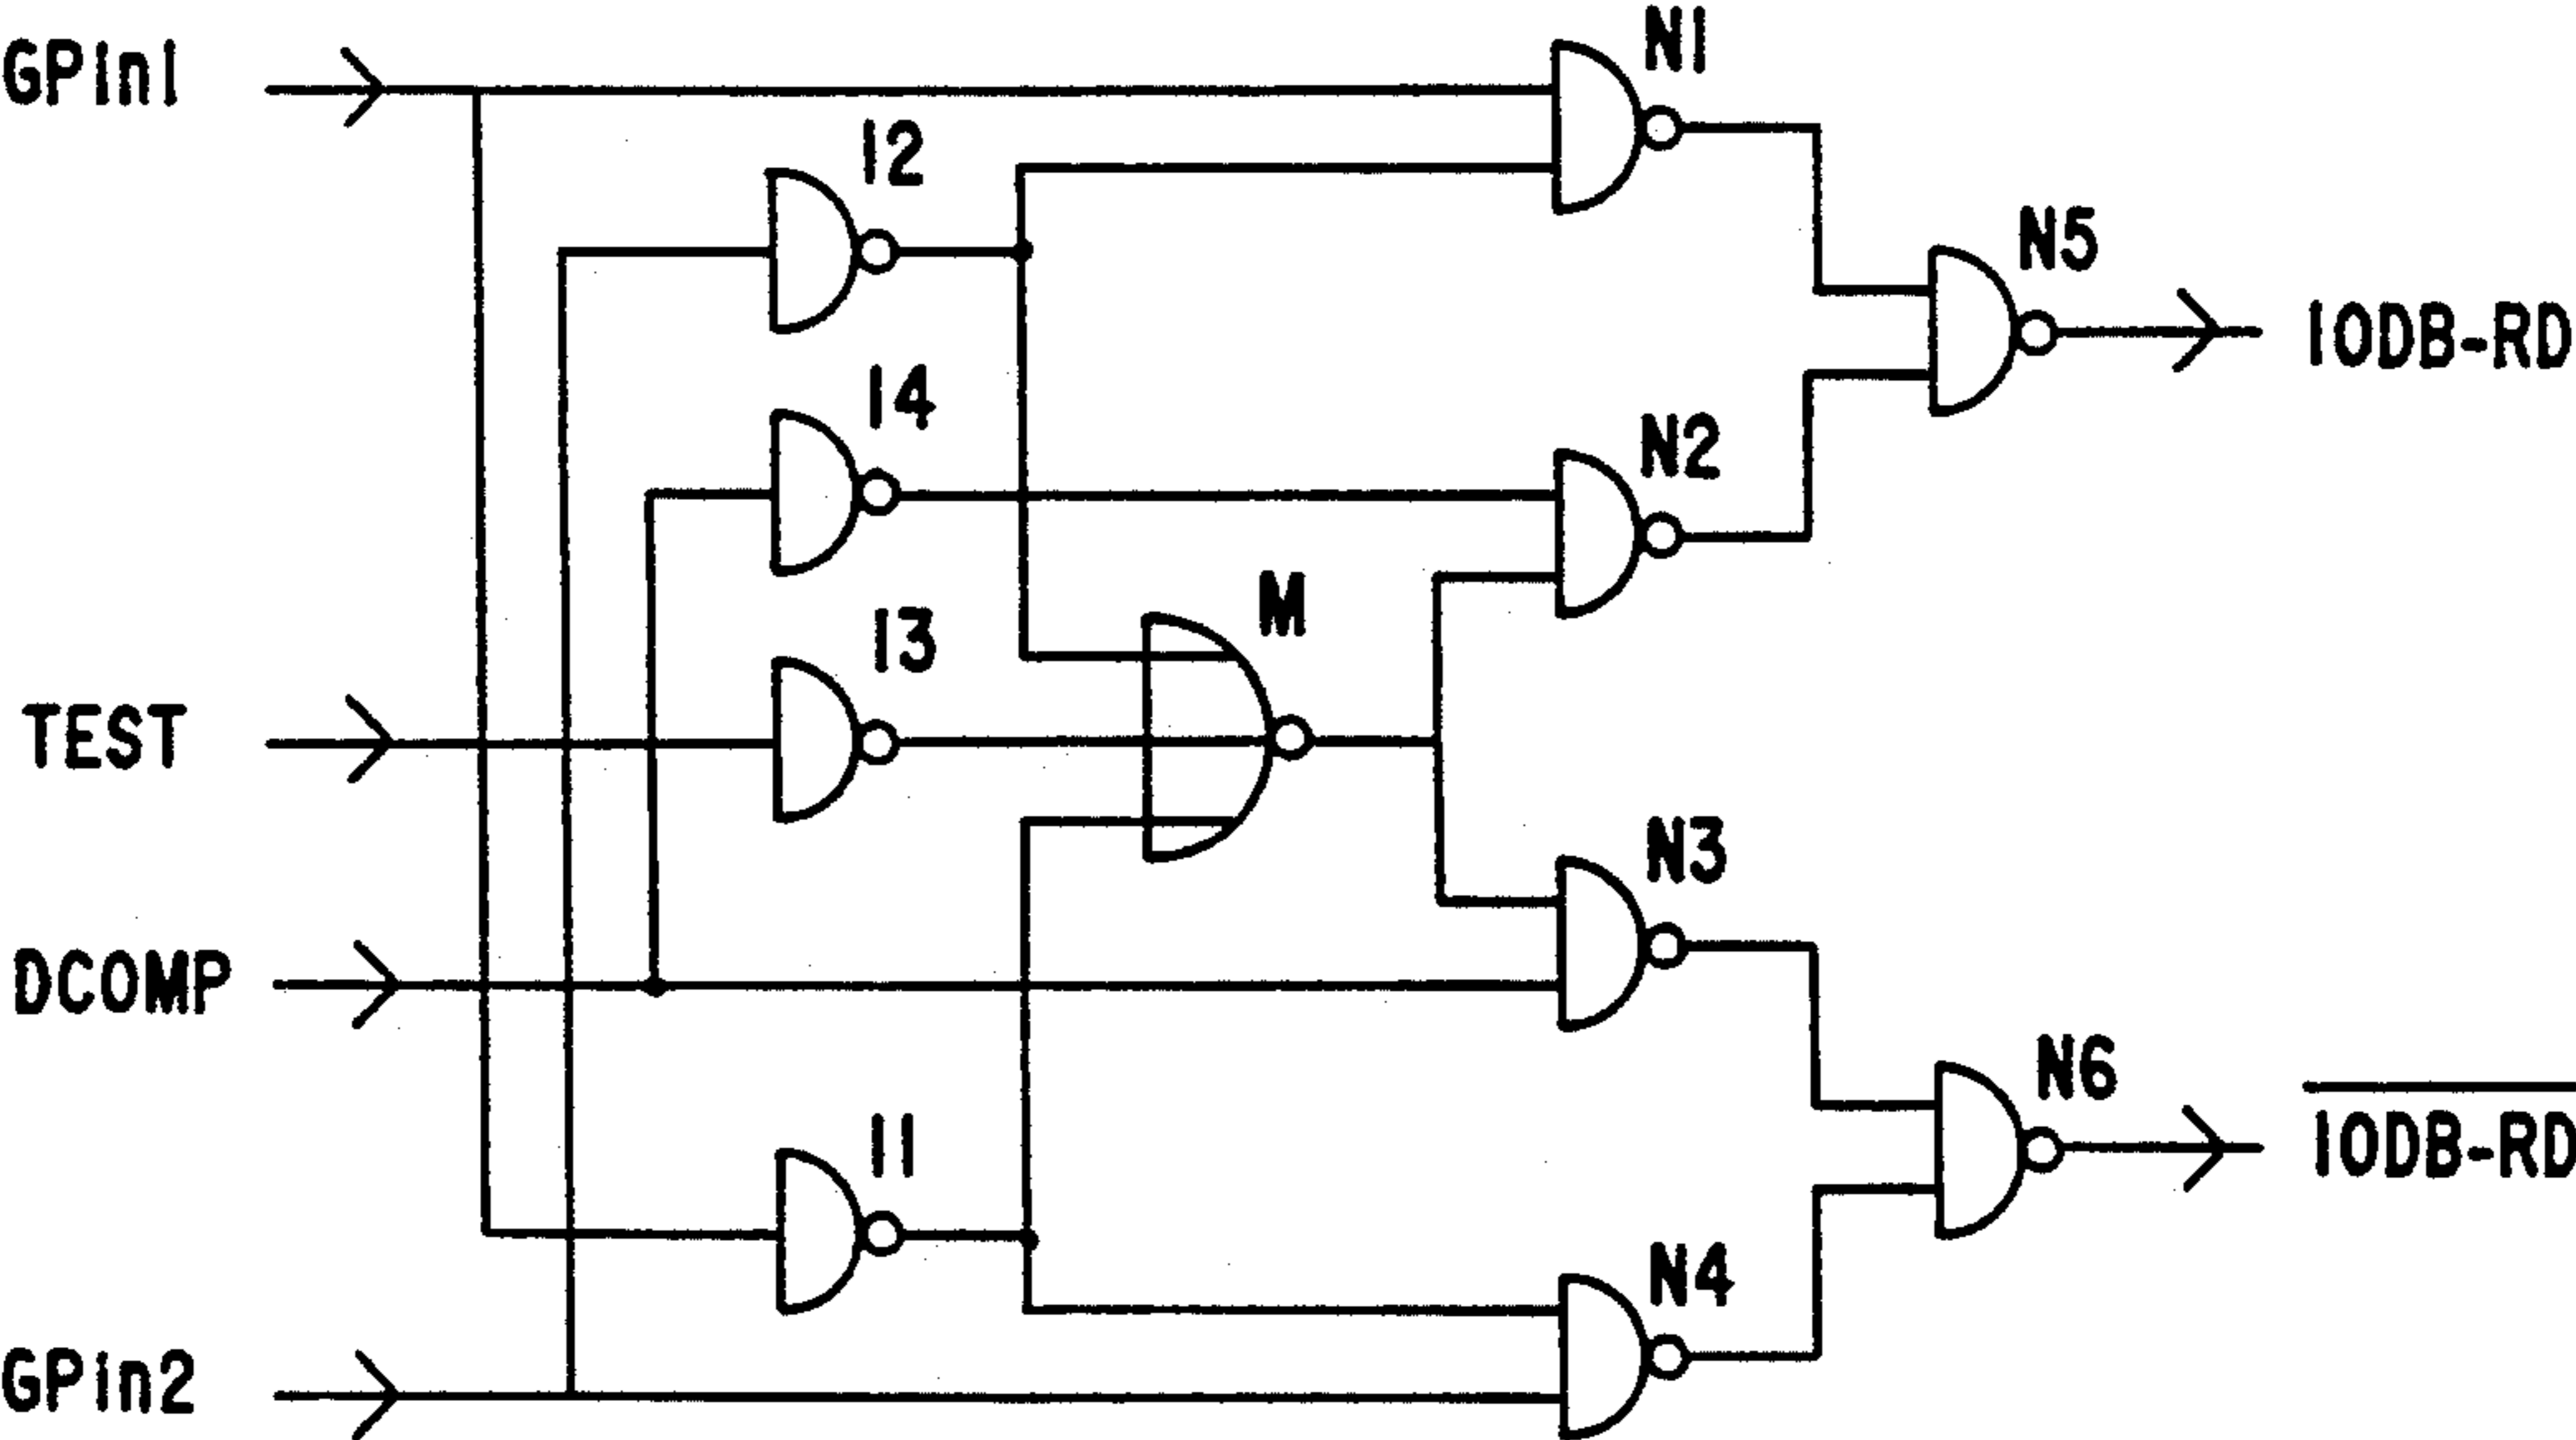 GPin1
N1
I2
N5
IODB-RD
I4
N2
M
I3
TEST
N3
DCOMP
N6
IODB-RD
I1
N4
GPin2